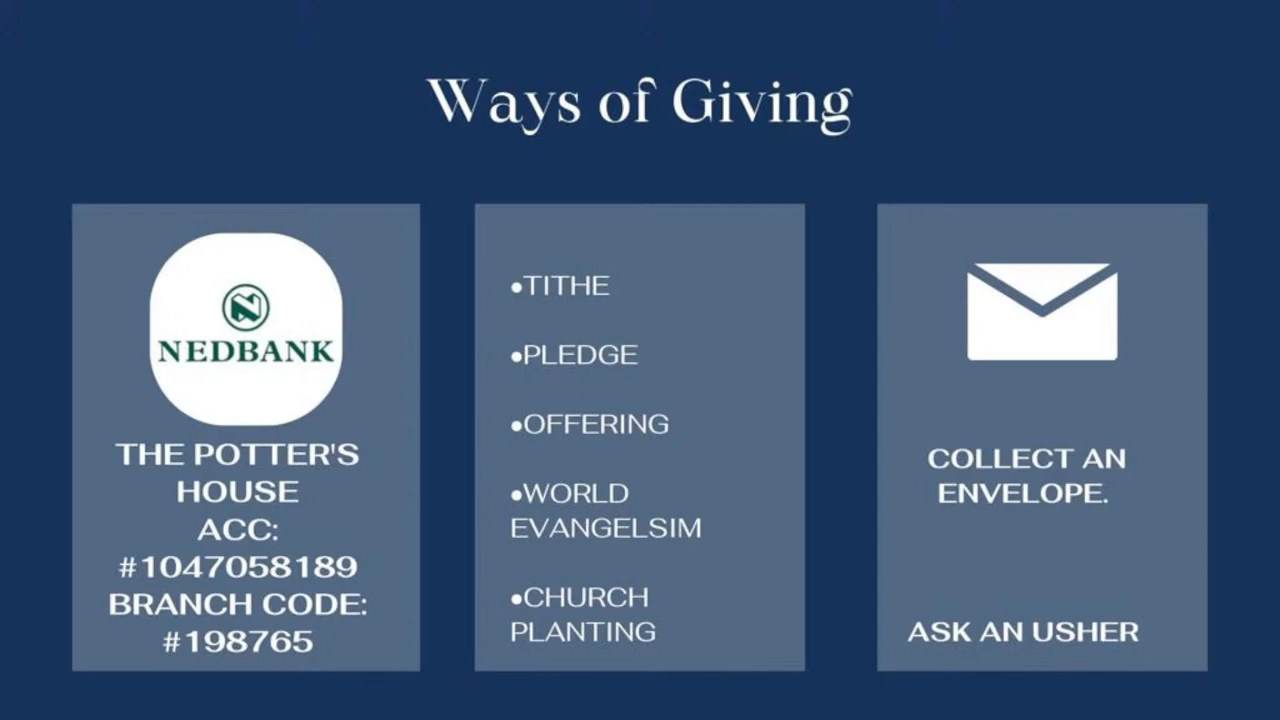 Ways of Giving
NEDBANK
THE POTTER'S
HOUSE
ACC:
#1047058189
BRANCH CODE:
#198765
•TITHE
•PLEDGE
•OFFERING
•WORLD
EVANGELSIM
•CHURCH
PLANTING
COLLECT AN
ENVELOPE.
ASK AN USHER